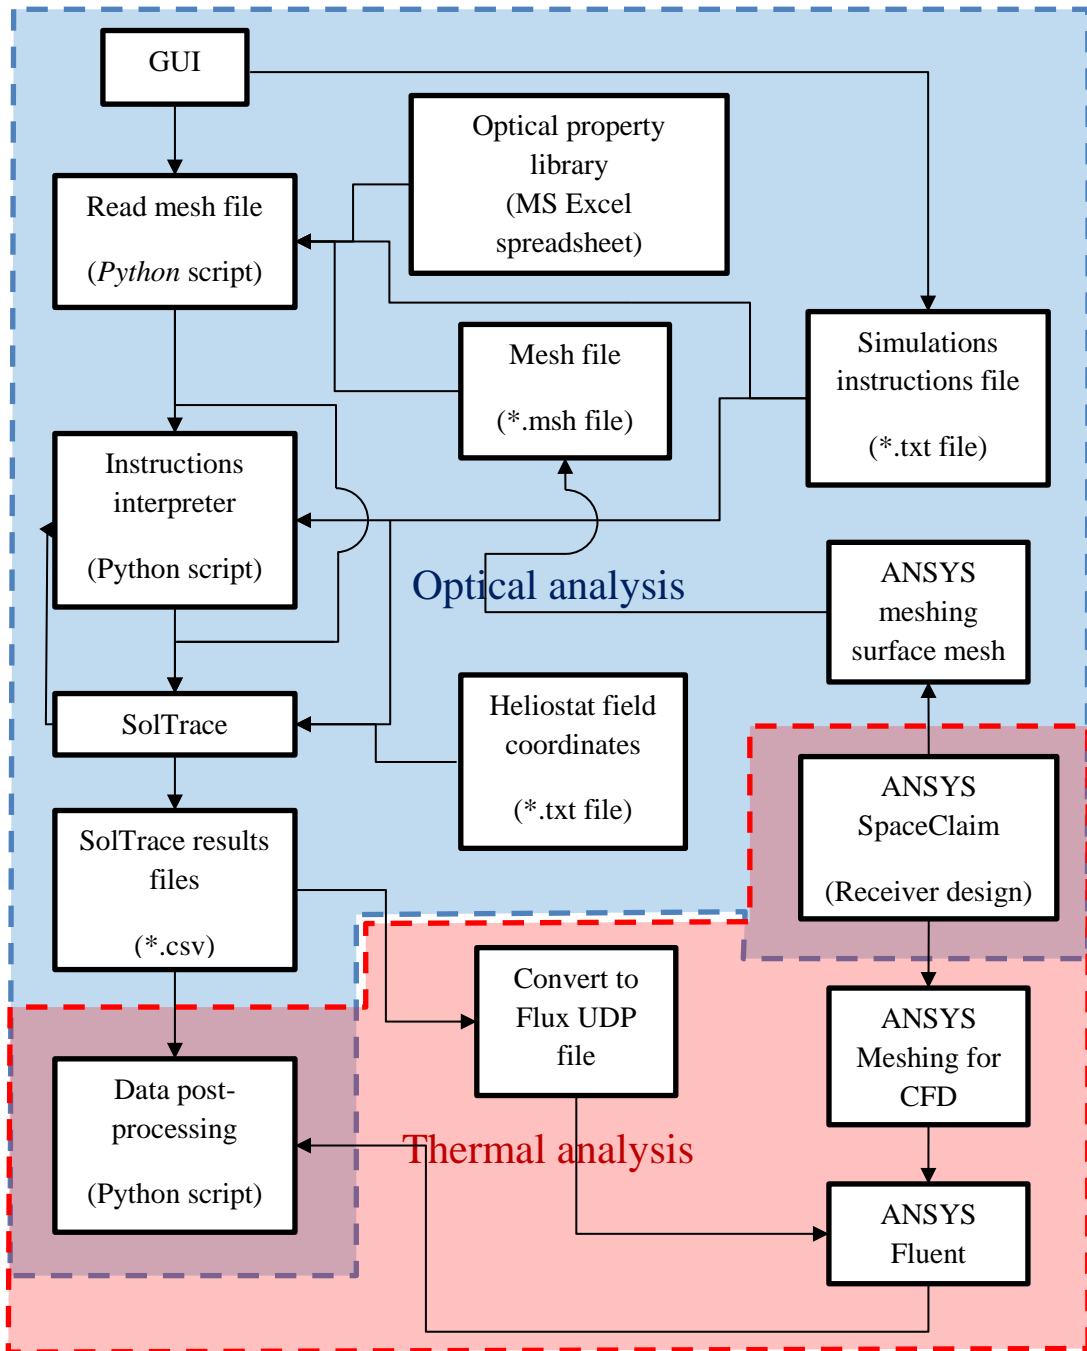 GUI
Optical property
library
(MS Excel
spreadsheet)
Read mesh file
(Python script)
Mesh file
(*.msh file)
Simulations
instructions file
(*.txt file)
Instructions
interpreter
(Python script)
Optical analysis
ANSYS
meshing
surface mesh
SolTrace
Heliostat field
coordinates
(*.txt file)
ANSYS
SpaceClaim
(Receiver design)
SolTrace results
files
(*.csv)
Convert to
Flux UDP
file
ANSYS
Meshing for
CFD
Data post-
processing
(Python script)
Thermal analysis
ANSYS
Fluent